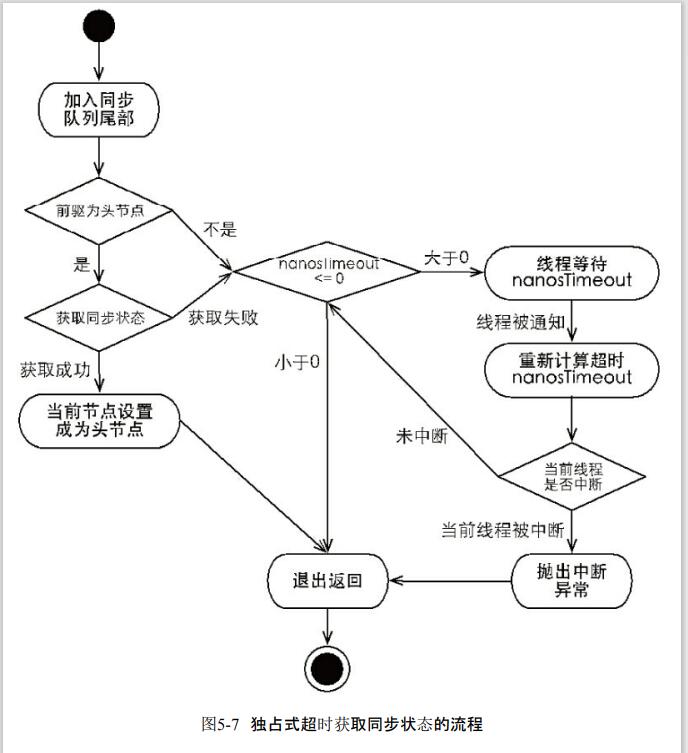 加入同步
队列尾部
前驱为头节点
不是
是
nanosTimeout
<=0
大于0
线程等待
nanosTimeout
获取同步状态
获取失败
线程被通知
小于0
获取成功
重新计算超时
nanosTimeout
当前节点设置
成为头节点
未中断
当前线程
是否中断
当前线程被中断
退出返回
抛出中断
异常
图5-7 独占式超时获取同步状态的流程